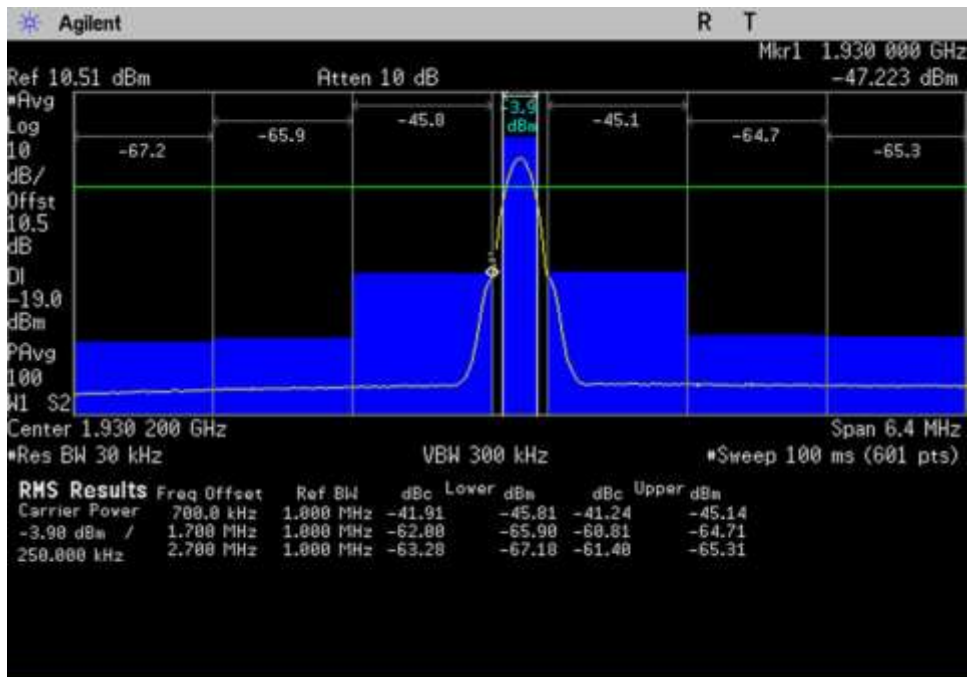 Agilent R T
Mkr1 1.930 000 GHz
Ref 10.51 dBm Atten 10 dB -47.223 dBm
#Avg
Log
10
dB/
Offst
10.5
dB
DI
-19.0
dBm
PAvg
100
W1 S2
-67.2
-65.9
-45.8
-3.9
dBm
-45.1
-64.7
-65.3
Center 1.930 200 GHz Span 6.4 MHz
#Res BW 30 kHz VBW 300 kHz #Sweep 100 ms (601 pts)
RMS Results Freq Offset Ref BW dBc Lower dBm dBc Upper dBm
Carrier Power 700.0 kHz 1.000 MHz -41.91 -45.81 -41.24 -45.14
-3.90 dBm / 1.700 MHz 1.000 MHz -62.00 -65.90 -60.81 -64.71
250.000 kHz 2.700 MHz 1.000 MHz -63.28 -67.18 -61.40 -65.31